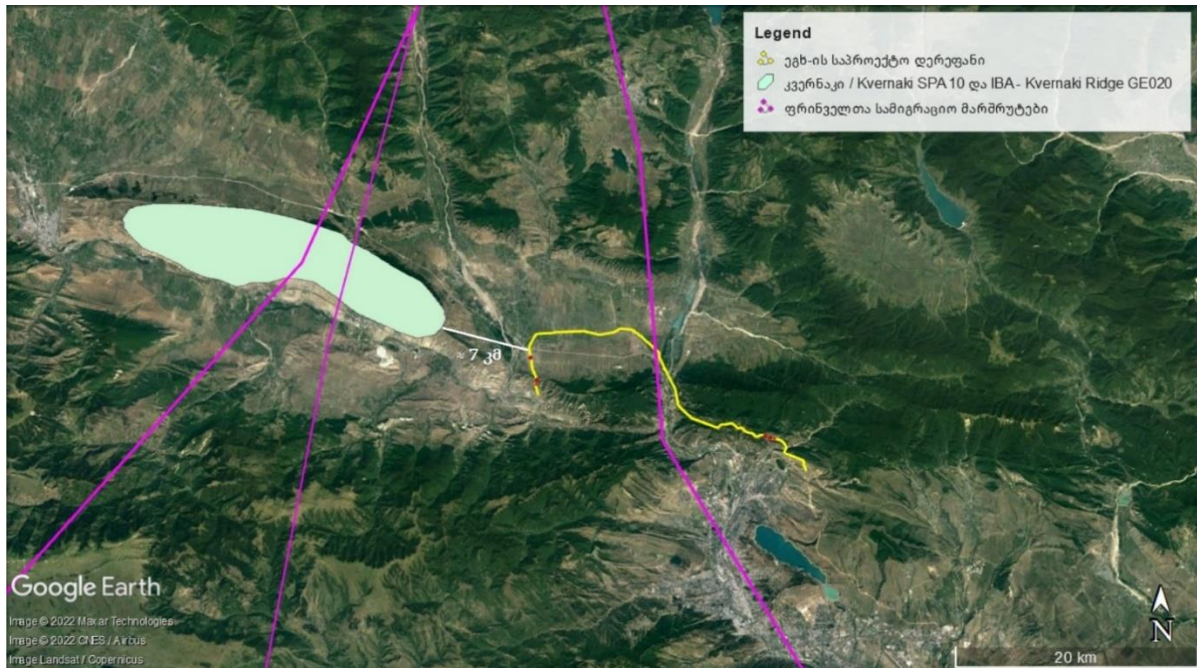 Legend
ეგხ-ის საპროექტო დერეფანი
კვერნაკი / Kvernaki SPA 10 და IBA - Kvernaki Ridge GE020
ფრინველთა სამიგრაციო მარშრუტები
≈ 7 კმ
Google Earth
Image © 2022 Maxar Technologies
Image © 2022 CNES / Airbus
Image Landsat / Copernicus
N
20 km